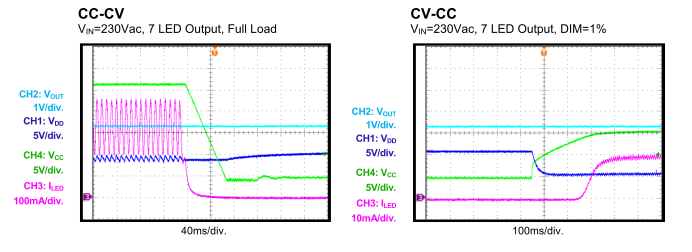 CC-CV
VIN=230Vac, 7 LED Output, Full Load
CH2: VOUT
1V/div.
CH1: VDD
5V/div.
CH4: VCC
5V/div.
CH3: ILED
100mA/div.
40ms/div.
CV-CC
VIN=230Vac, 7 LED Output, DIM=1%
CH2: VOUT
1V/div.
CH1: VDD
5V/div.
CH4: VCC
5V/div.
CH3: ILED
10mA/div.
100ms/div.